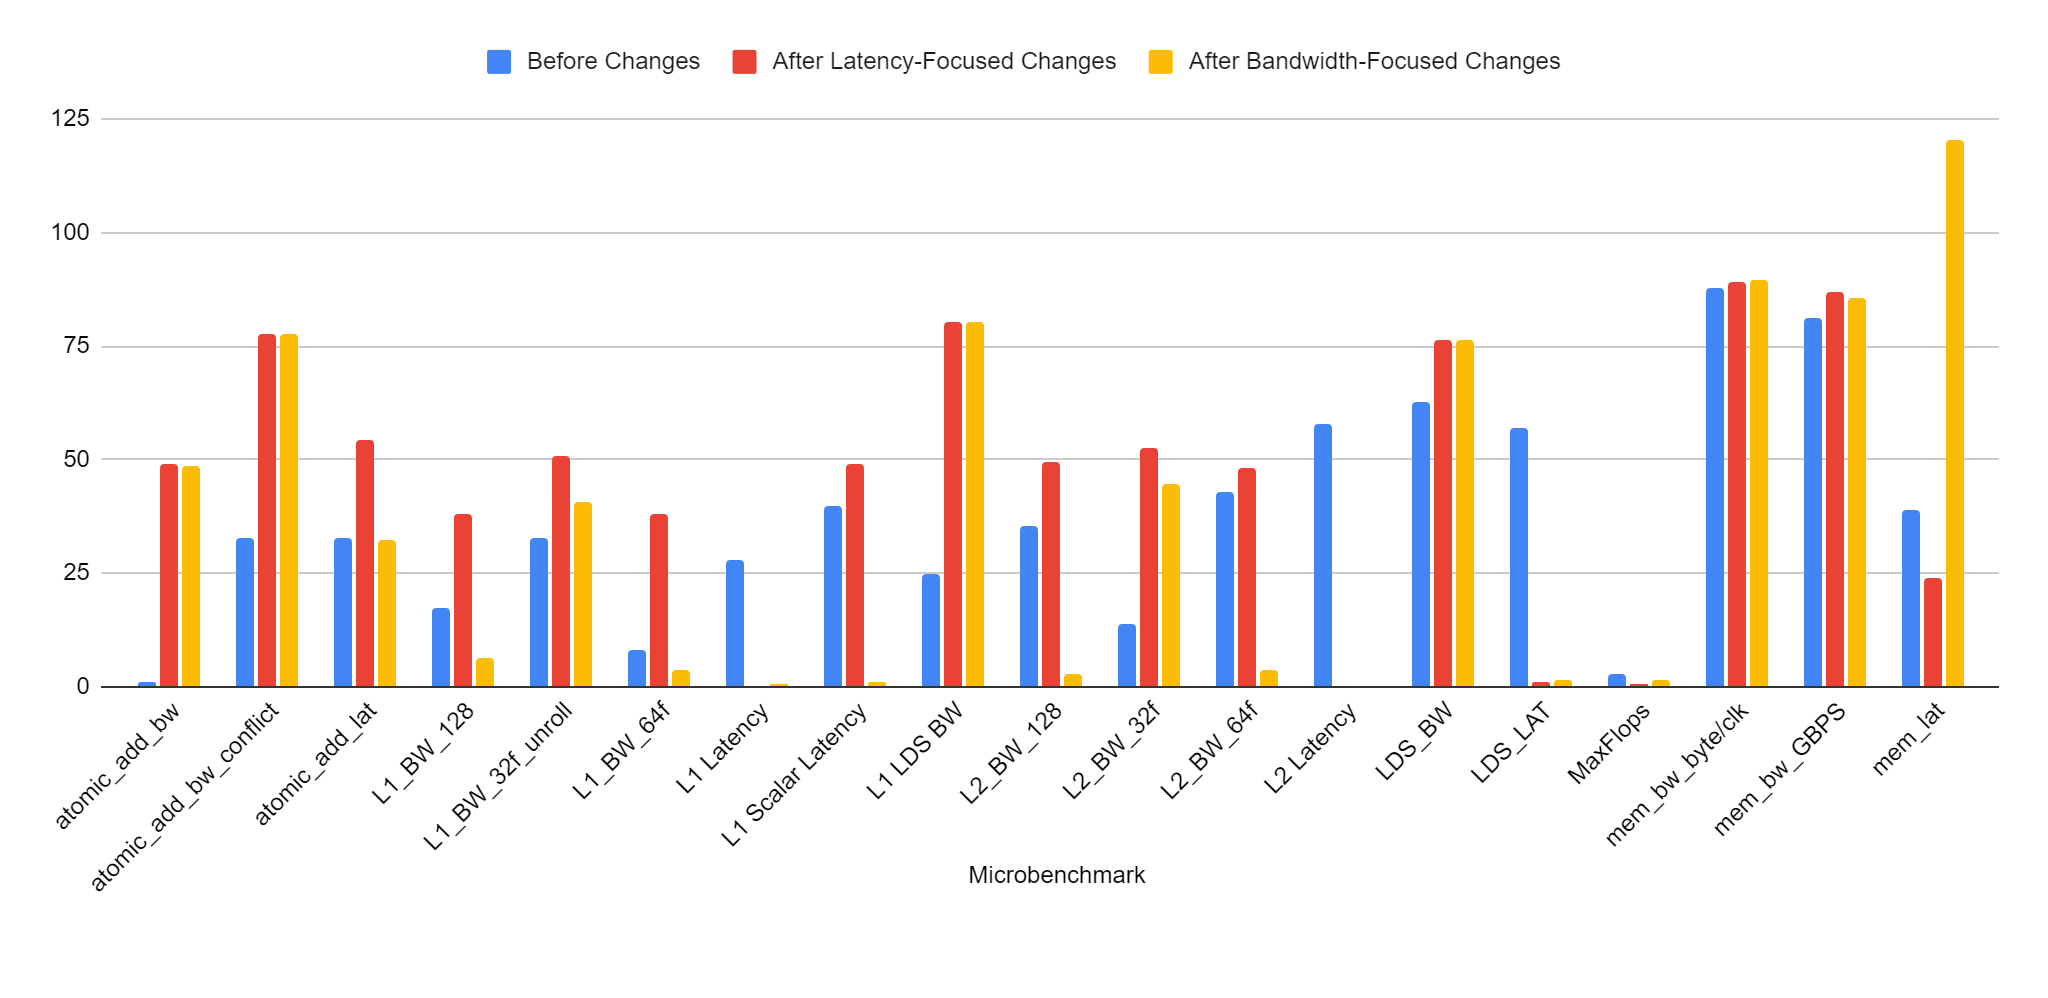 Before Changes After Latency-Focused Changes After Bandwidth-Focused Changes
125
100
75
50
25
0
atomic_add_bw
atomic_add_bw_conflict
atomic_add_lat
L1_BW_128
L1_BW_32f_unroll
L1_BW_64f
L1 Latency
L1 Scalar Latency
L1 LDS BW
L2_BW_128
L2_BW_32f
L2_BW_64f
L2 Latency
LDS_BW
LDS_LAT
MaxFlops
mem_bw_byte/clk
mem_bw_GBPS
mem_lat
Microbenchmark